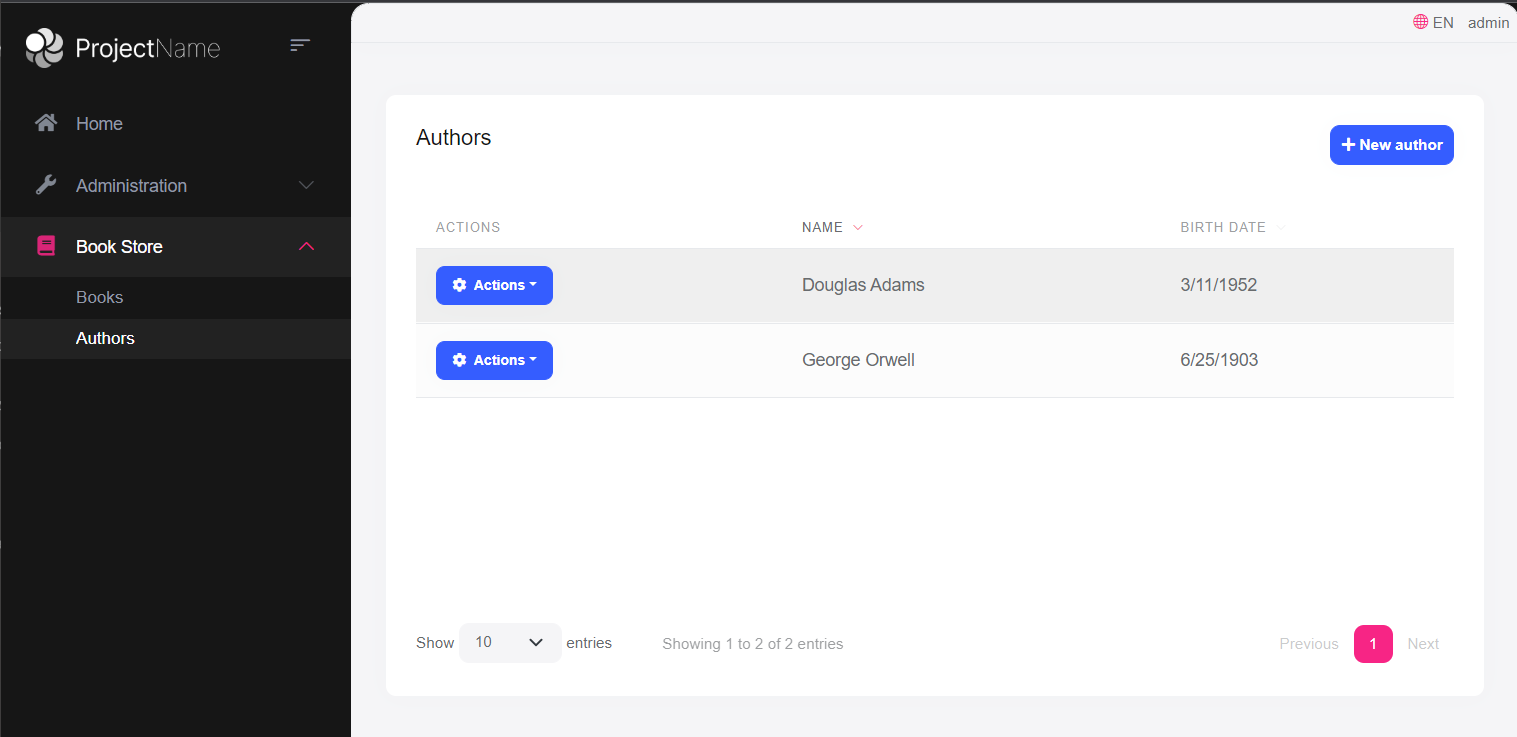 ProjectName
EN admin
Home
Administration
Book Store
Books
Authors
Authors
New author
ACTIONS NAME BIRTH DATE
Actions Douglas Adams 3/11/1952
Actions George Orwell 6/25/1903
Show 10 entries Showing 1 to 2 of 2 entries Previous 1 Next